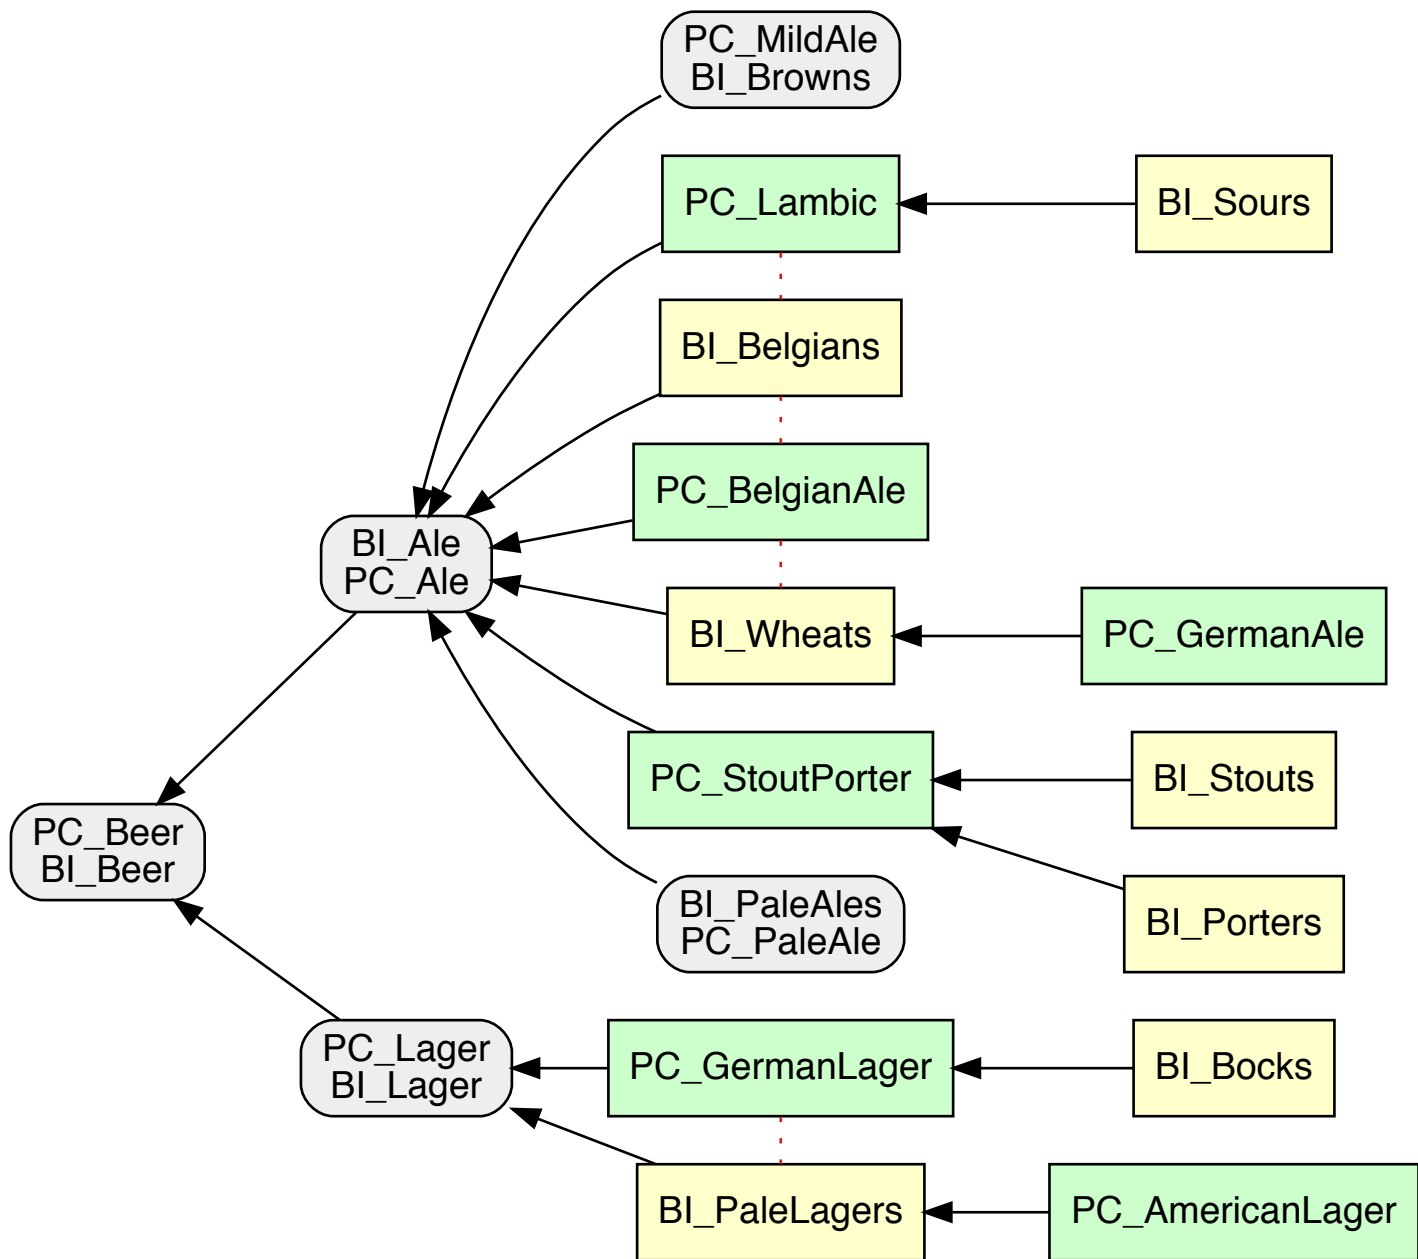 PC_MildAle
BI_Browns
PC_Lambic
BI_Sours
BI_Belgians
PC_BelgianAle
BI_Ale
PC_Ale
BI_Wheats
PC_GermanAle
PC_StoutPorter
BI_Stouts
PC_Beer
BI_Beer
BI_PaleAles
PC_PaleAle
BI_Porters
PC_Lager
BI_Lager
PC_GermanLager
BI_Bocks
BI_PaleLagers
PC_AmericanLager